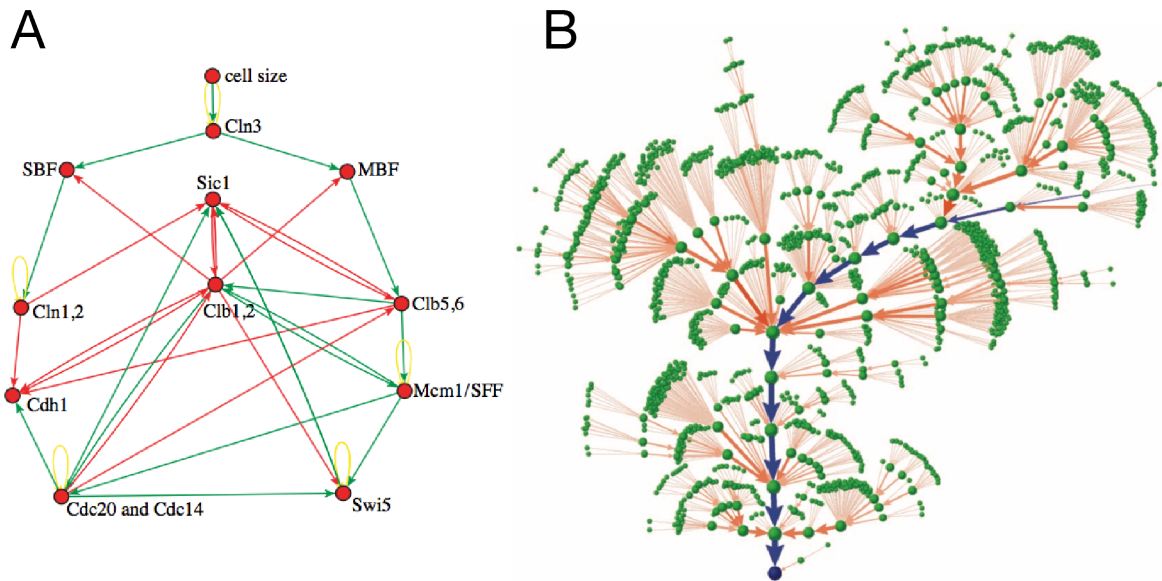 A
B
cell size
Cln3
SBF
MBF
Sic1
Cln1,2
Clb1,2
Clb5,6
Cdh1
Mcm1/SFF
Cdc20 and Cdc14
Swi5